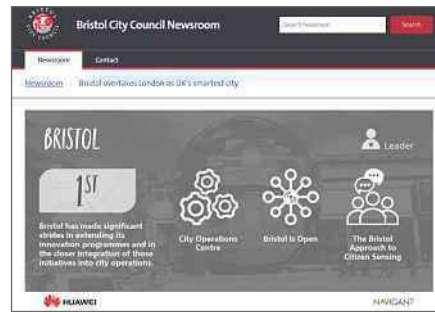 Bristol City Council Newsroom
Search Newsroom
Search
Newsroom
Contact
Newsroom
Bristol overtakes London as UK's smartest city
BRISTOL
Leader
1ST
Bristol has made significant
strides in extending its
innovation programmes and in
the closer integration of those
initiatives into city operations.
City Operations
Centre
Bristol Is Open
The Bristol
Approach to
Citizen Sensing
HUAWEI
NAVIGANT